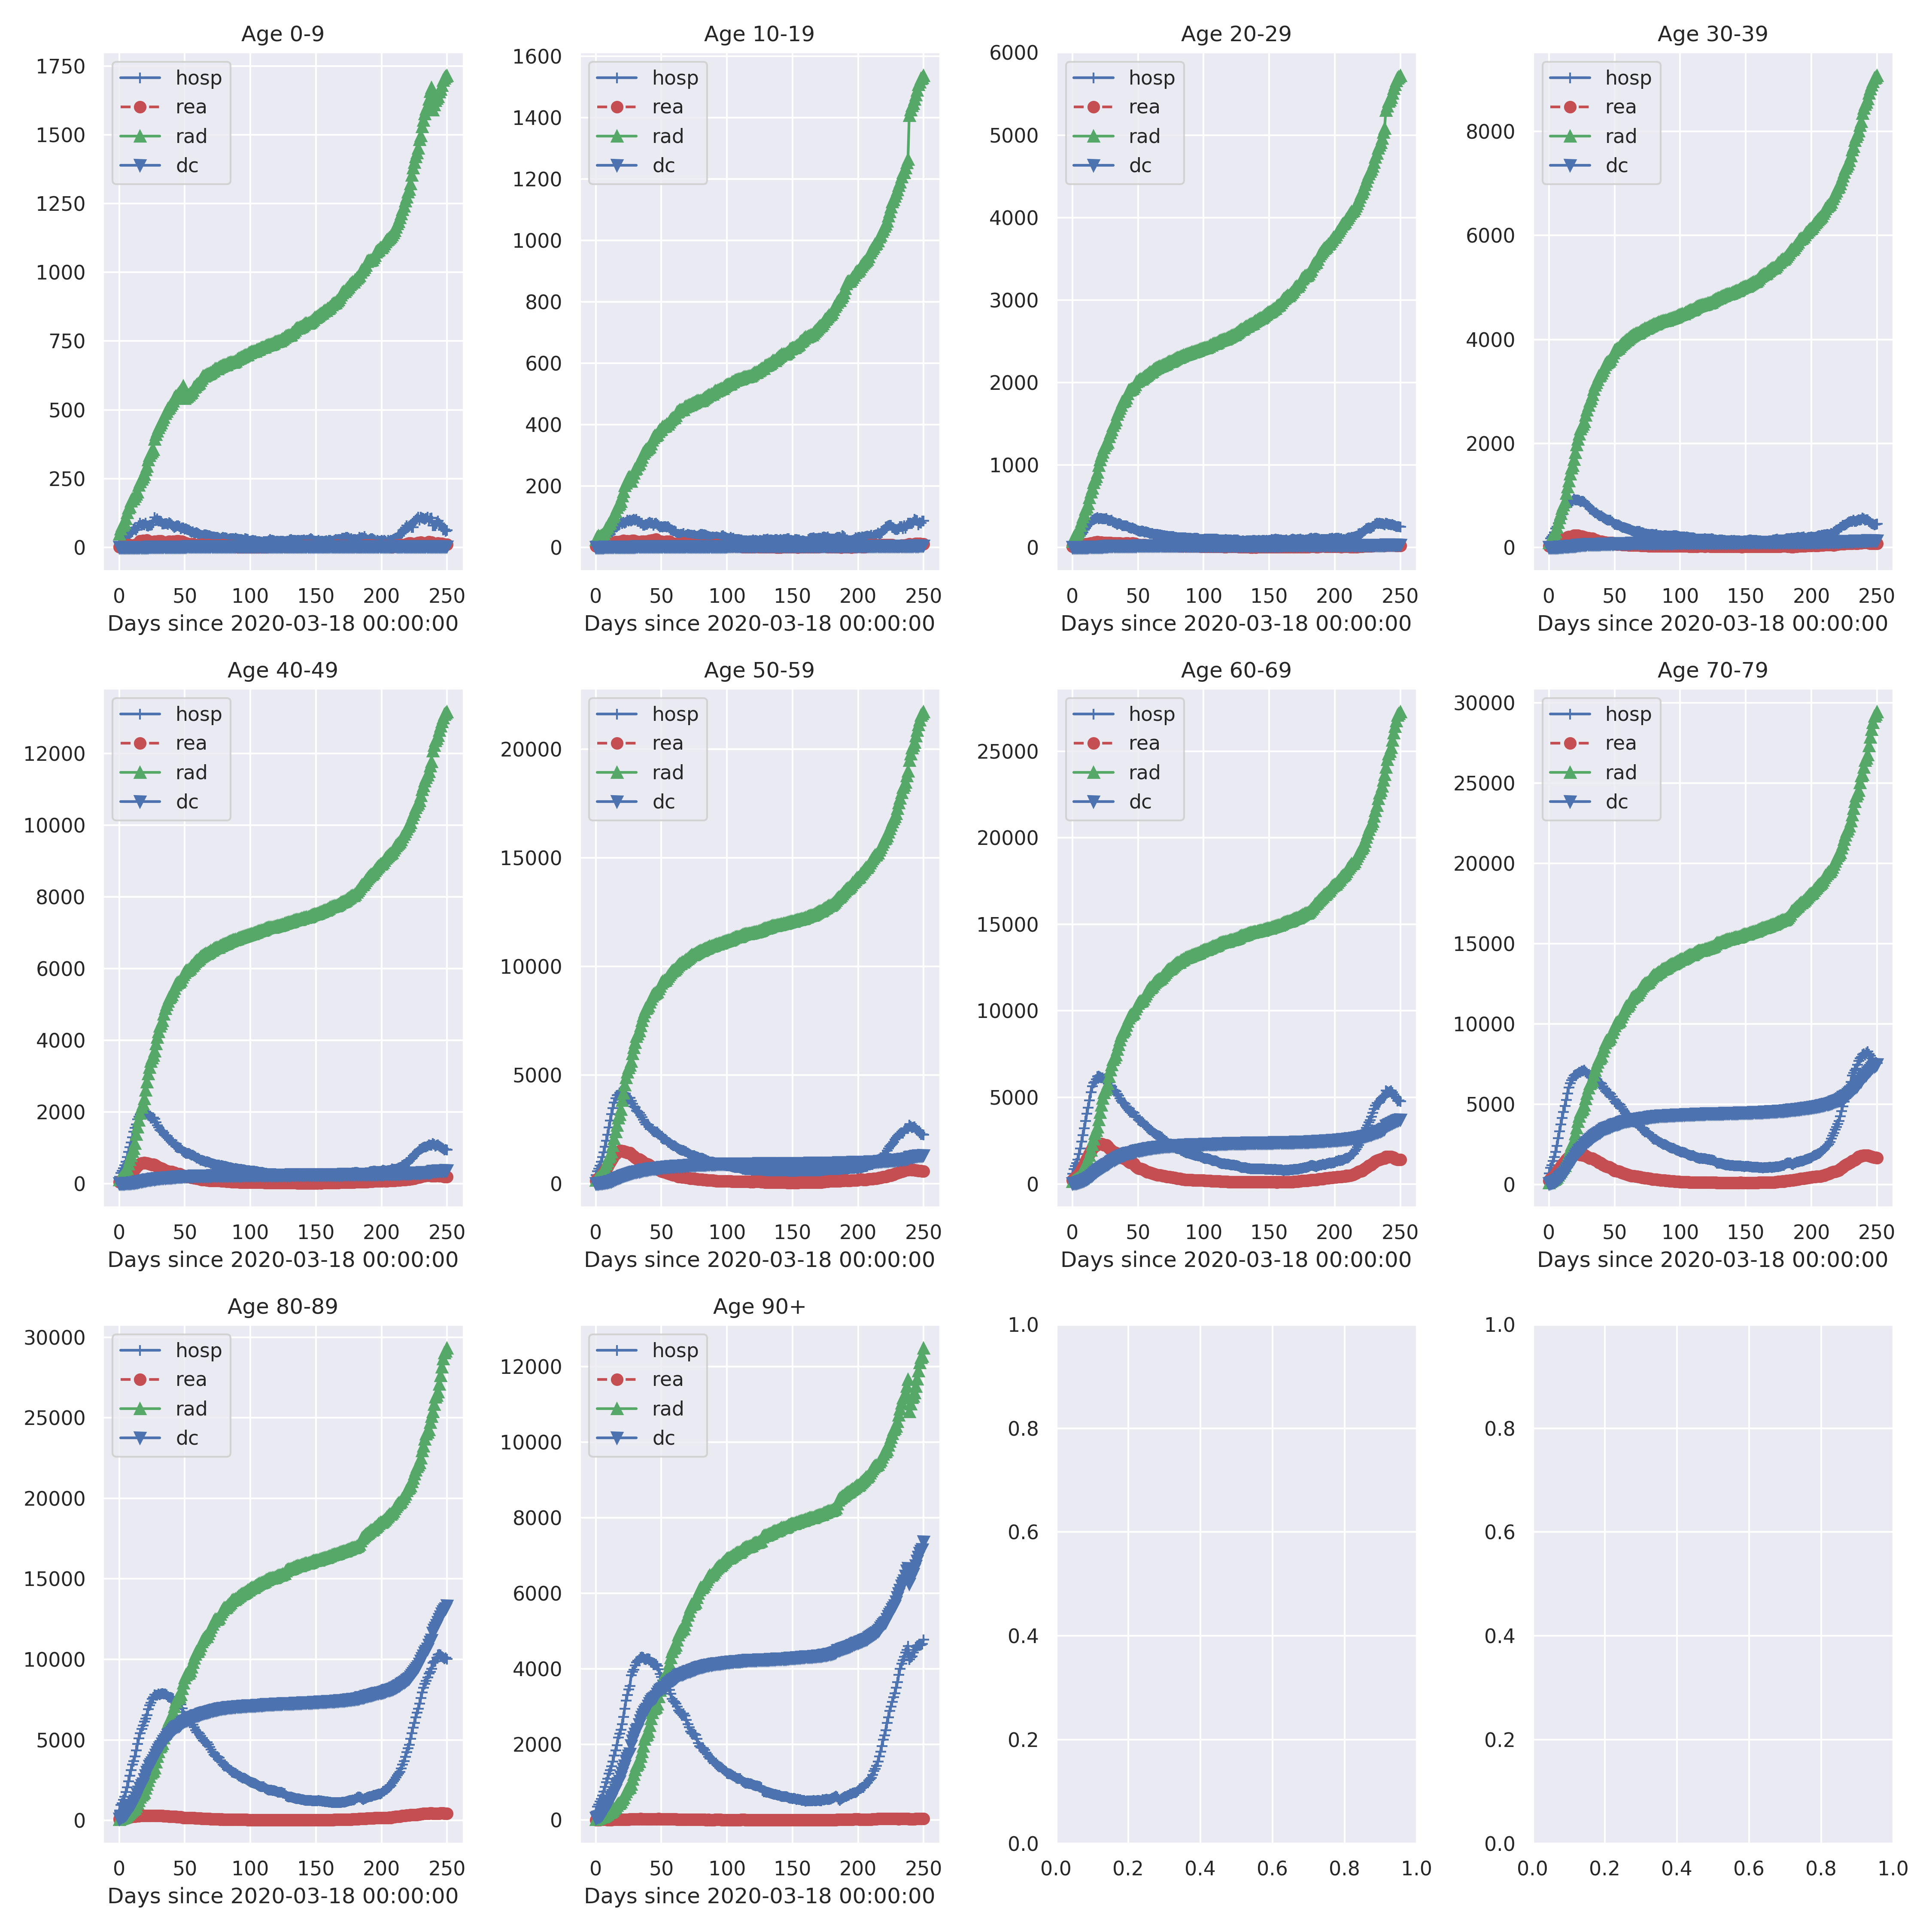 Age 0-9
1750
1500
1250
1000
750
500
250
0
hosp
rea
rad
dc
0 50 100 150 200 250
Days since 2020-03-18 00:00:00
Age 10-19
1600
1400
1200
1000
800
600
400
200
0
hosp
rea
rad
dc
0 50 100 150 200 250
Days since 2020-03-18 00:00:00
Age 20-29
6000
5000
4000
3000
2000
1000
0
hosp
rea
rad
dc
0 50 100 150 200 250
Days since 2020-03-18 00:00:00
Age 30-39
8000
6000
4000
2000
0
hosp
rea
rad
dc
0 50 100 150 200 250
Days since 2020-03-18 00:00:00
Age 40-49
12000
10000
8000
6000
4000
2000
0
hosp
rea
rad
dc
0 50 100 150 200 250
Days since 2020-03-18 00:00:00
Age 50-59
20000
15000
10000
5000
0
hosp
rea
rad
dc
0 50 100 150 200 250
Days since 2020-03-18 00:00:00
Age 60-69
25000
20000
15000
10000
5000
0
hosp
rea
rad
dc
0 50 100 150 200 250
Days since 2020-03-18 00:00:00
Age 70-79
30000
25000
20000
15000
10000
5000
0
hosp
rea
rad
dc
0 50 100 150 200 250
Days since 2020-03-18 00:00:00
Age 80-89
30000
25000
20000
15000
10000
5000
0
hosp
rea
rad
dc
0 50 100 150 200 250
Days since 2020-03-18 00:00:00
Age 90+
12000
10000
8000
6000
4000
2000
0
hosp
rea
rad
dc
0 50 100 150 200 250
Days since 2020-03-18 00:00:00
1.0
0.8
0.6
0.4
0.2
0.0
0.0 0.2 0.4 0.6 0.8 1.0
1.0
0.8
0.6
0.4
0.2
0.0
0.0 0.2 0.4 0.6 0.8 1.0